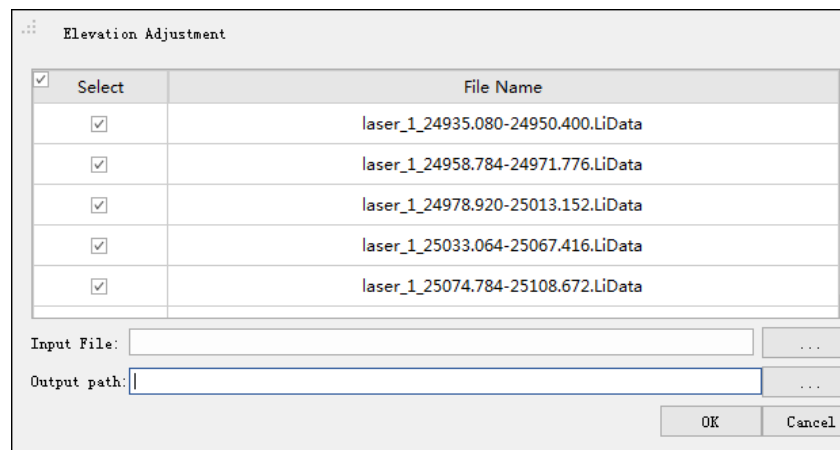 Elevation Adjustment
Select File Name
laser_1_24935.080-24950.400.LiData
laser_1_24958.784-24971.776.LiData
laser_1_24978.920-25013.152.LiData
laser_1_25033.064-25067.416.LiData
laser_1_25074.784-25108.672.LiData
Input File: ...
Output path: ...
OK Cancel